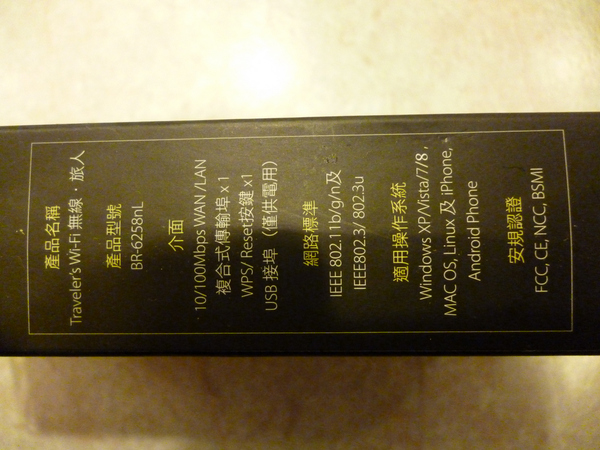 產品名稱
Traveler's Wi-Fi 無線・旅人
產品型號
BR-6258nL
介面
10/100Mbps WAN /LAN
複合式傳輸埠 x 1
WPS/ Reset按鍵 x1
USB 接埠 （僅供電用）
網路標準
IEEE 802.11b/g/n及
IEEE802.3/ 802.3u
適用操作系統
Windows XP/Vista/7/8 ,
MAC OS, Linux 及 iPhone,
Android Phone
安規認證
FCC, CE, NCC, BSMI